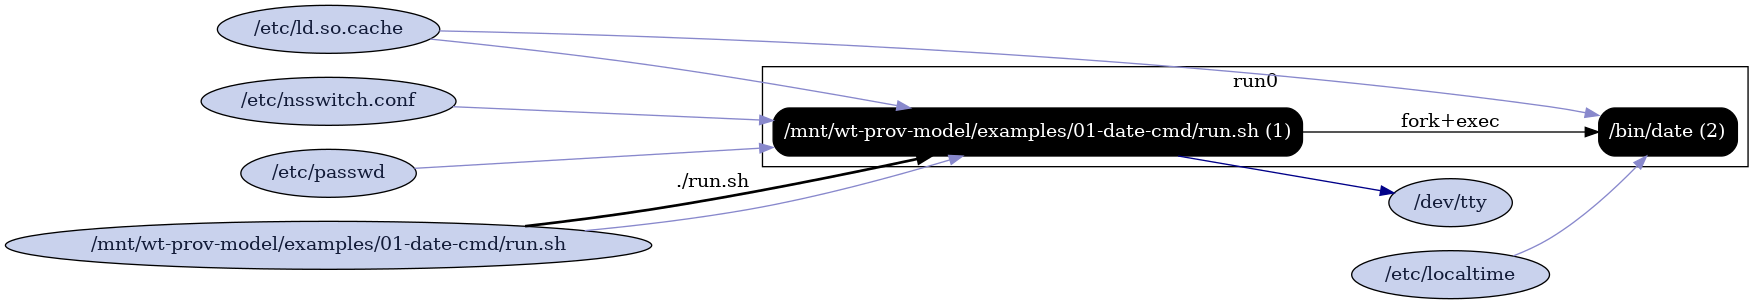 /etc/ld.so.cache
run0
/etc/nsswitch.conf
/mnt/wt-prov-model/examples/01-date-cmd/run.sh (1)
fork+exec
/bin/date (2)
/etc/passwd
./run.sh
/dev/tty
/mnt/wt-prov-model/examples/01-date-cmd/run.sh
/etc/localtime